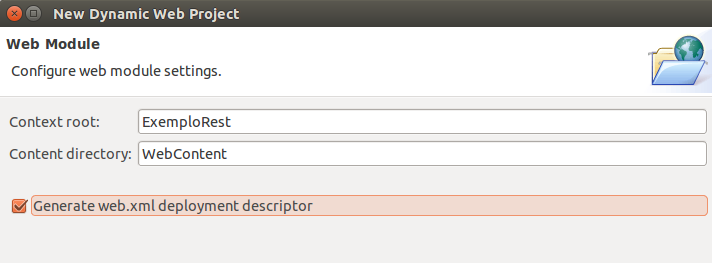 New Dynamic Web Project
Web Module
Configure web module settings.
Context root: ExemploRest
Content directory: WebContent
Generate web.xml deployment descriptor